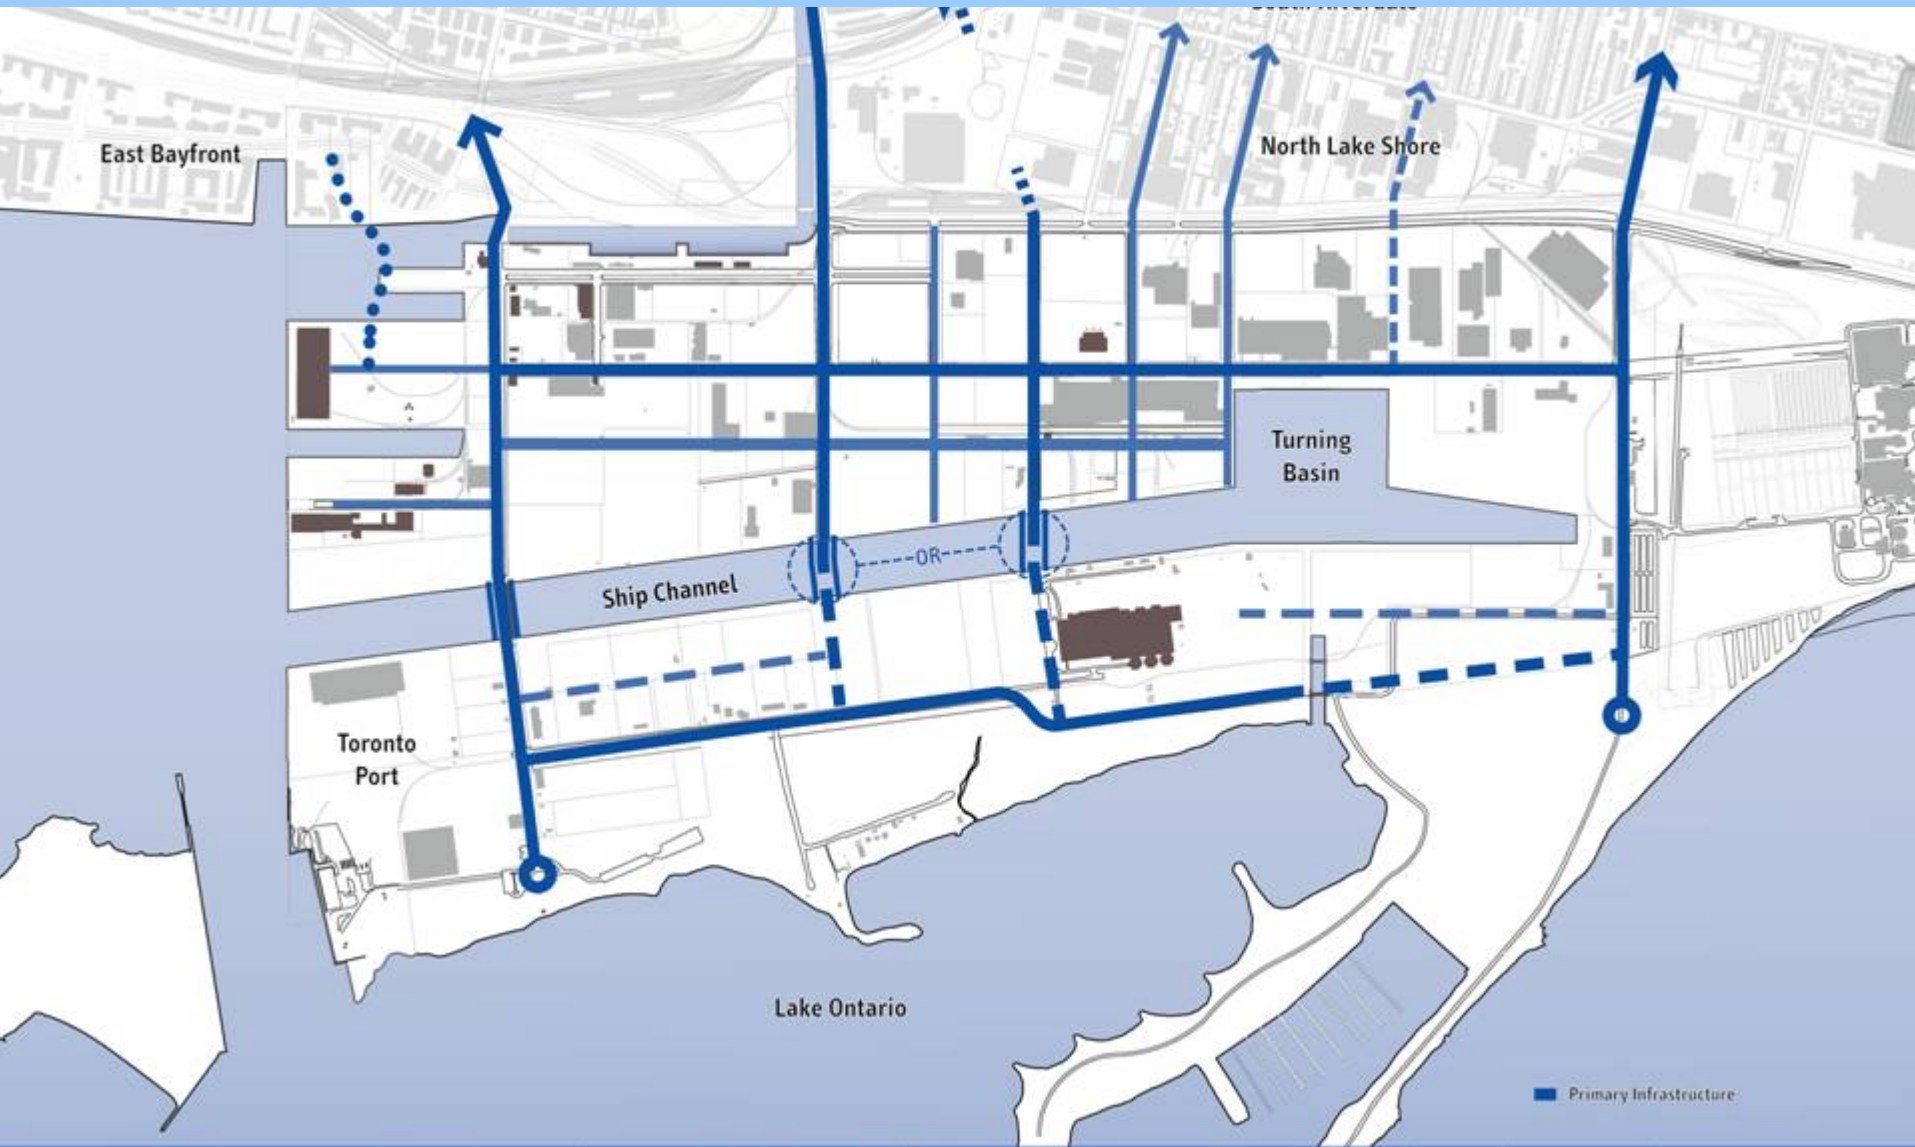 East Bayfront
North Lake Shore
Turning
Basin
OR
Ship Channel
Toronto
Port
Lake Ontario
Primary Infrastructure